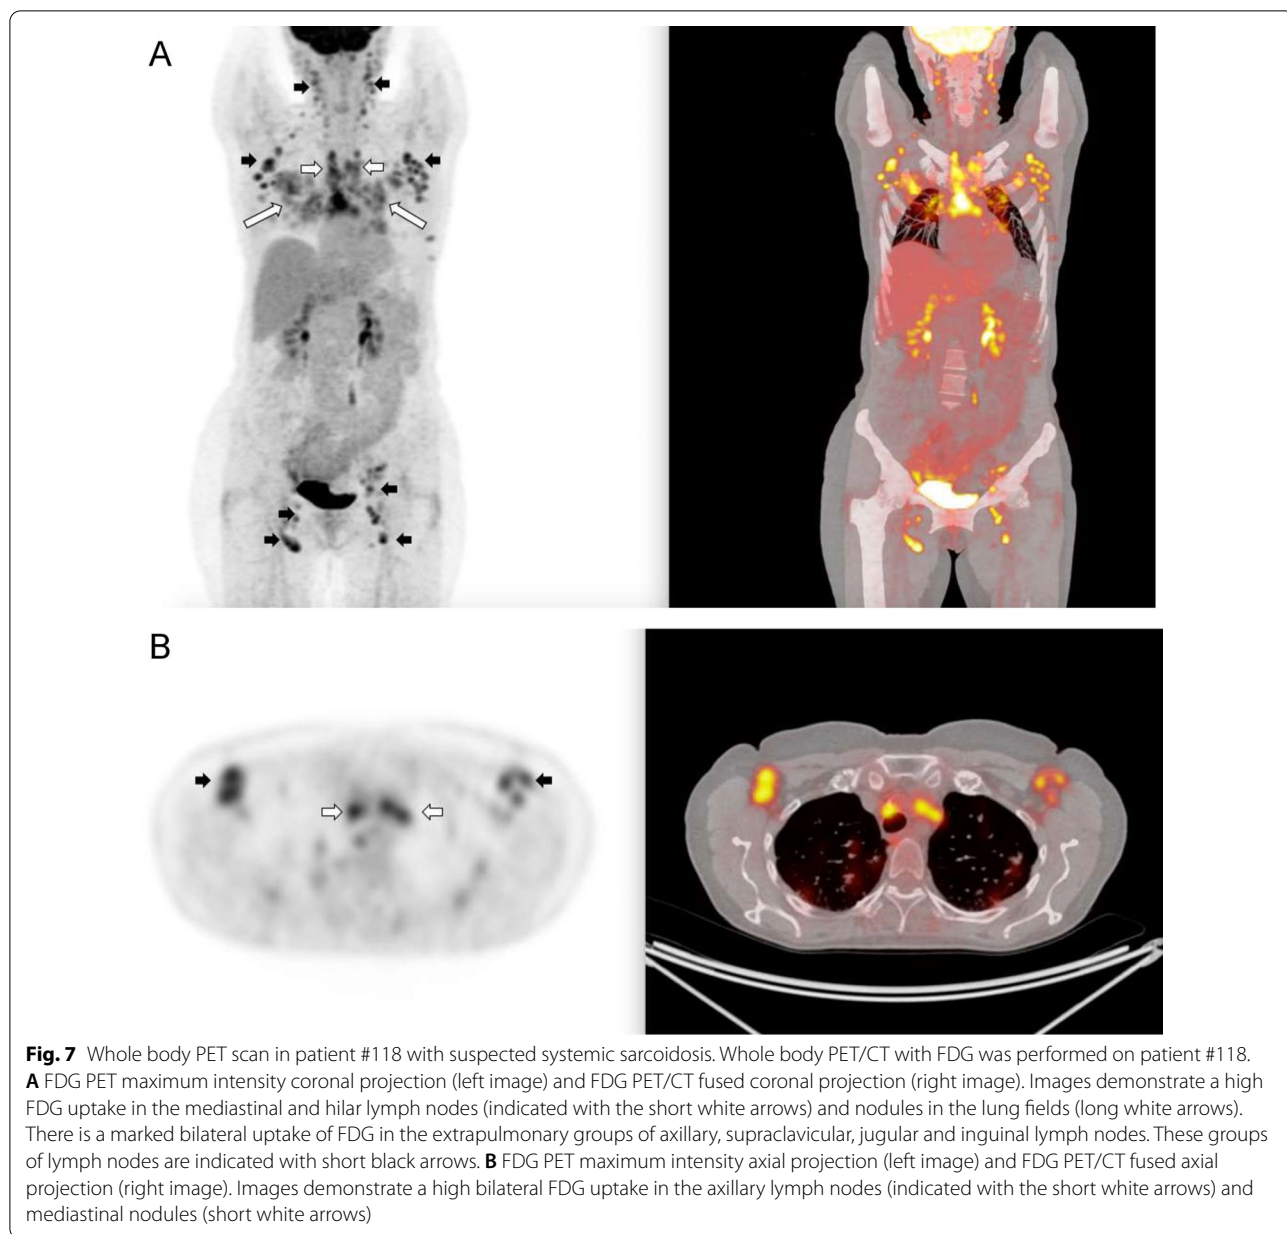 A
B
Fig. 7 Whole body PET scan in patient #118 with suspected systemic sarcoidosis. Whole body PET/CT with FDG was performed on patient #118.
A FDG PET maximum intensity coronal projection (left image) and FDG PET/CT fused coronal projection (right image). Images demonstrate a high
FDG uptake in the mediastinal and hilar lymph nodes (indicated with the short white arrows) and nodules in the lung fields (long white arrows).
There is a marked bilateral uptake of FDG in the extrapulmonary groups of axillary, supraclavicular, jugular and inguinal lymph nodes. These groups
of lymph nodes are indicated with short black arrows. B FDG PET maximum intensity axial projection (left image) and FDG PET/CT fused axial
projection (right image). Images demonstrate a high bilateral FDG uptake in the axillary lymph nodes (indicated with the short white arrows) and
mediastinal nodules (short white arrows)